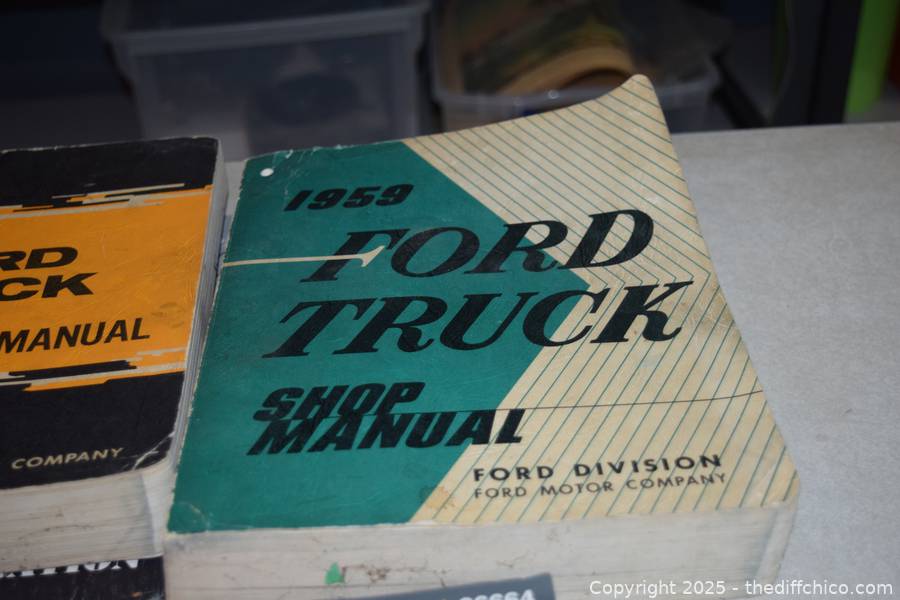 1959
FORD
TRUCK
SHOP
MANUAL
FORD DIVISION
FORD MOTOR COMPANY
RD
CK
MANUAL
COMPANY
Copyright 2025 - thediffchico.com